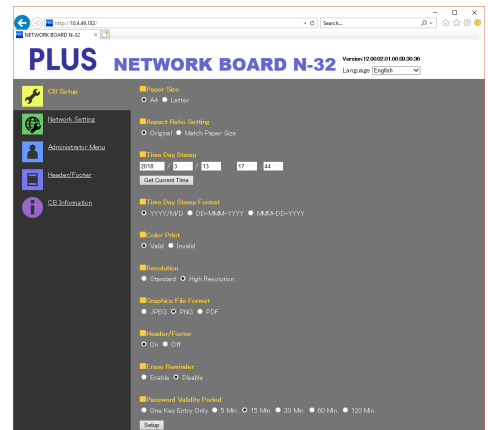 http://10.4.49.182/
Search...
NETWORK BOARD N-32
PLUS NETWORK BOARD N-32
Version:12.00.02.01.00.09.30.36
Language English
CB Setup
Network Setting
Administrator Menu
Header/Footer
CB Information
Paper Size
A4 Letter
Aspect Ratio Setting
Original Match Paper Size
Time Day Stamp
2018 / 3 / 13 17 : 44
Get Current Time
Time Day Stamp Format
YYYY/M/D DD-MMM-YYYY MMM-DD-YYYY
Color Print
Valid Invalid
Resolution
Standard High Resolution
Graphics File Format
JPEG PNG PDF
Header/Footer
On Off
Erase Reminder
Enable Disable
Password Validity Period
One Key Entry Only 5 Min. 15 Min. 30 Min. 60 Min. 120 Min.
Setup